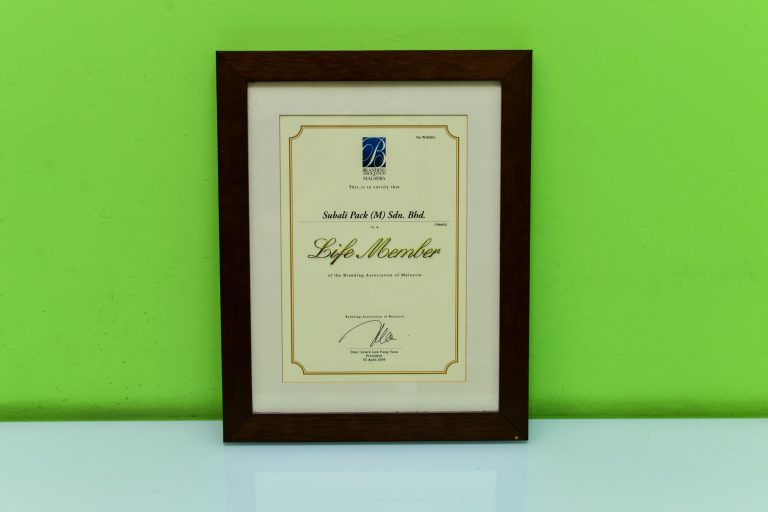 B
BRANDING
ASSOCIATION
MALAYSIA
This is to certify that
Subali Pack (M) Sdn. Bhd.
is a
Life Member
of the Branding Association of Malaysia
Branding Association of Malaysia
President